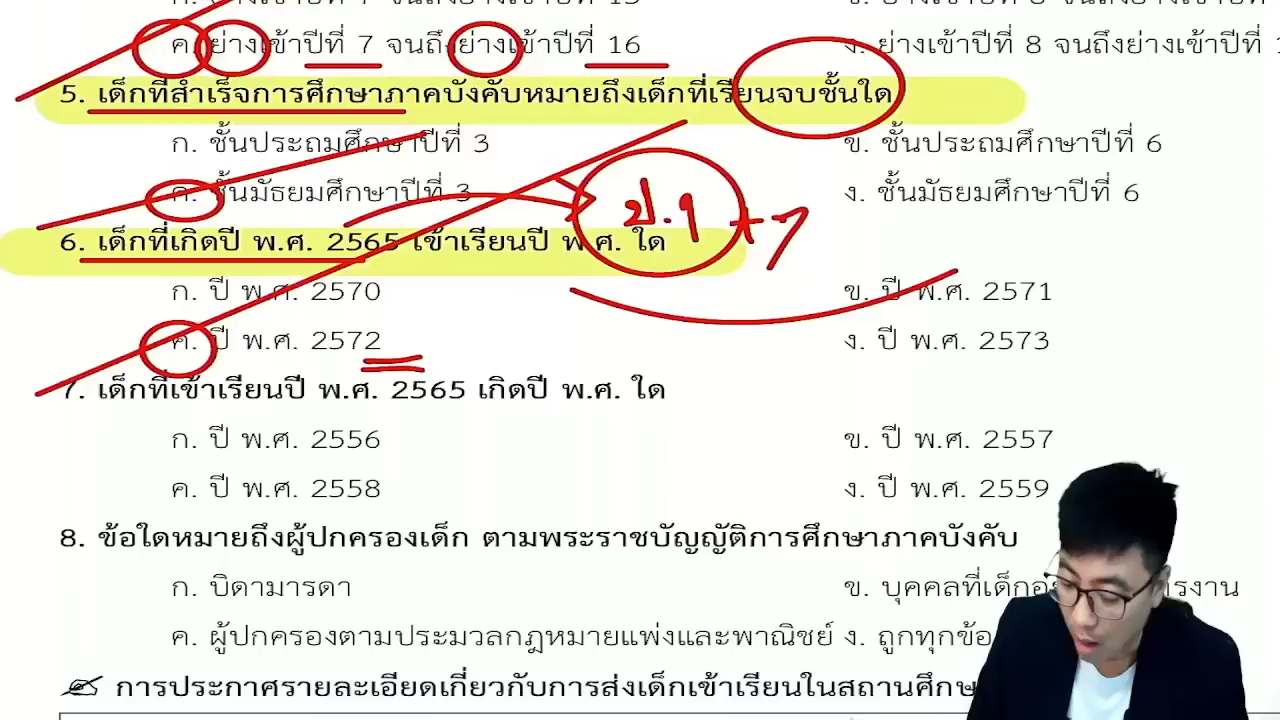 ค. ย่างเข้าปีที่ 7 จนถึงย่างเข้าปีที่ 16 ง. ย่างเข้าปีที่ 8 จนถึงย่างเข้าปีที่
5. เด็กที่สำเร็จการศึกษาภาคบังคับหมายถึงเด็กที่เรียนจบชั้นใด
ก. ชั้นประถมศึกษาปีที่ 3 ข. ชั้นประถมศึกษาปีที่ 6
ค. ชั้นมัธยมศึกษาปีที่ 3 ง. ชั้นมัธยมศึกษาปีที่ 6
ป.1 +7
6. เด็กที่เกิดปี พ.ศ. 2565 เข้าเรียนปี พ.ศ. ใด
ก. ปี พ.ศ. 2570 ข. ปี พ.ศ. 2571
ค. ปี พ.ศ. 2572 ง. ปี พ.ศ. 2573
7. เด็กที่เข้าเรียนปี พ.ศ. 2565 เกิดปี พ.ศ. ใด
ก. ปี พ.ศ. 2556 ข. ปี พ.ศ. 2557
ค. ปี พ.ศ. 2558 ง. ปี พ.ศ. 2559
8. ข้อใดหมายถึงผู้ปกครองเด็ก ตามพระราชบัญญัติการศึกษาภาคบังคับ
ก. บิดามารดา ข. บุคคลที่เด็ก
ค. ผู้ปกครองตามประมวลกฎหมายแพ่งและพาณิชย์ ง. ถูกทุกข้อ
การประกาศรายละเอียดเกี่ยวกับการส่งเด็กเข้าเรียนในสถานศึกษ